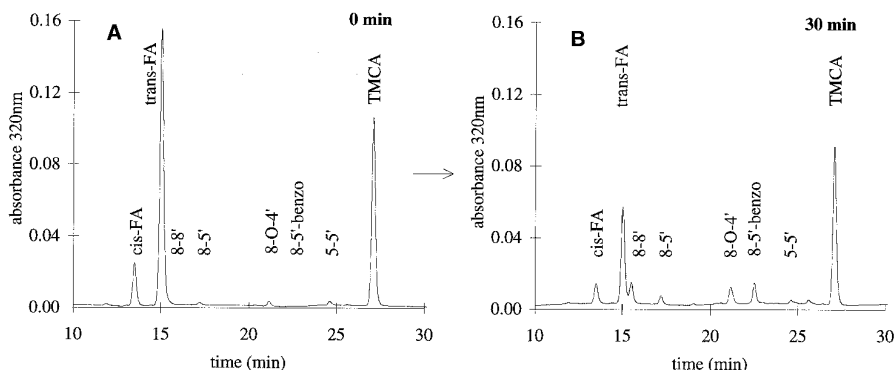 A
0 min
0.16
0.12
0.08
0.04
0.00
absorbance 320nm
cis-FA
trans-FA
8-8'
8-5'
8-O-4'
8-5'-benzo
5-5'
TMCA
10
15
20
25
30
time (min)
B
30 min
0.16
0.12
0.08
0.04
0.00
absorbance 320nm
cis-FA
trans-FA
8-8'
8-5'
8-O-4'
8-5'-benzo
5-5'
TMCA
10
15
20
25
30
time (min)